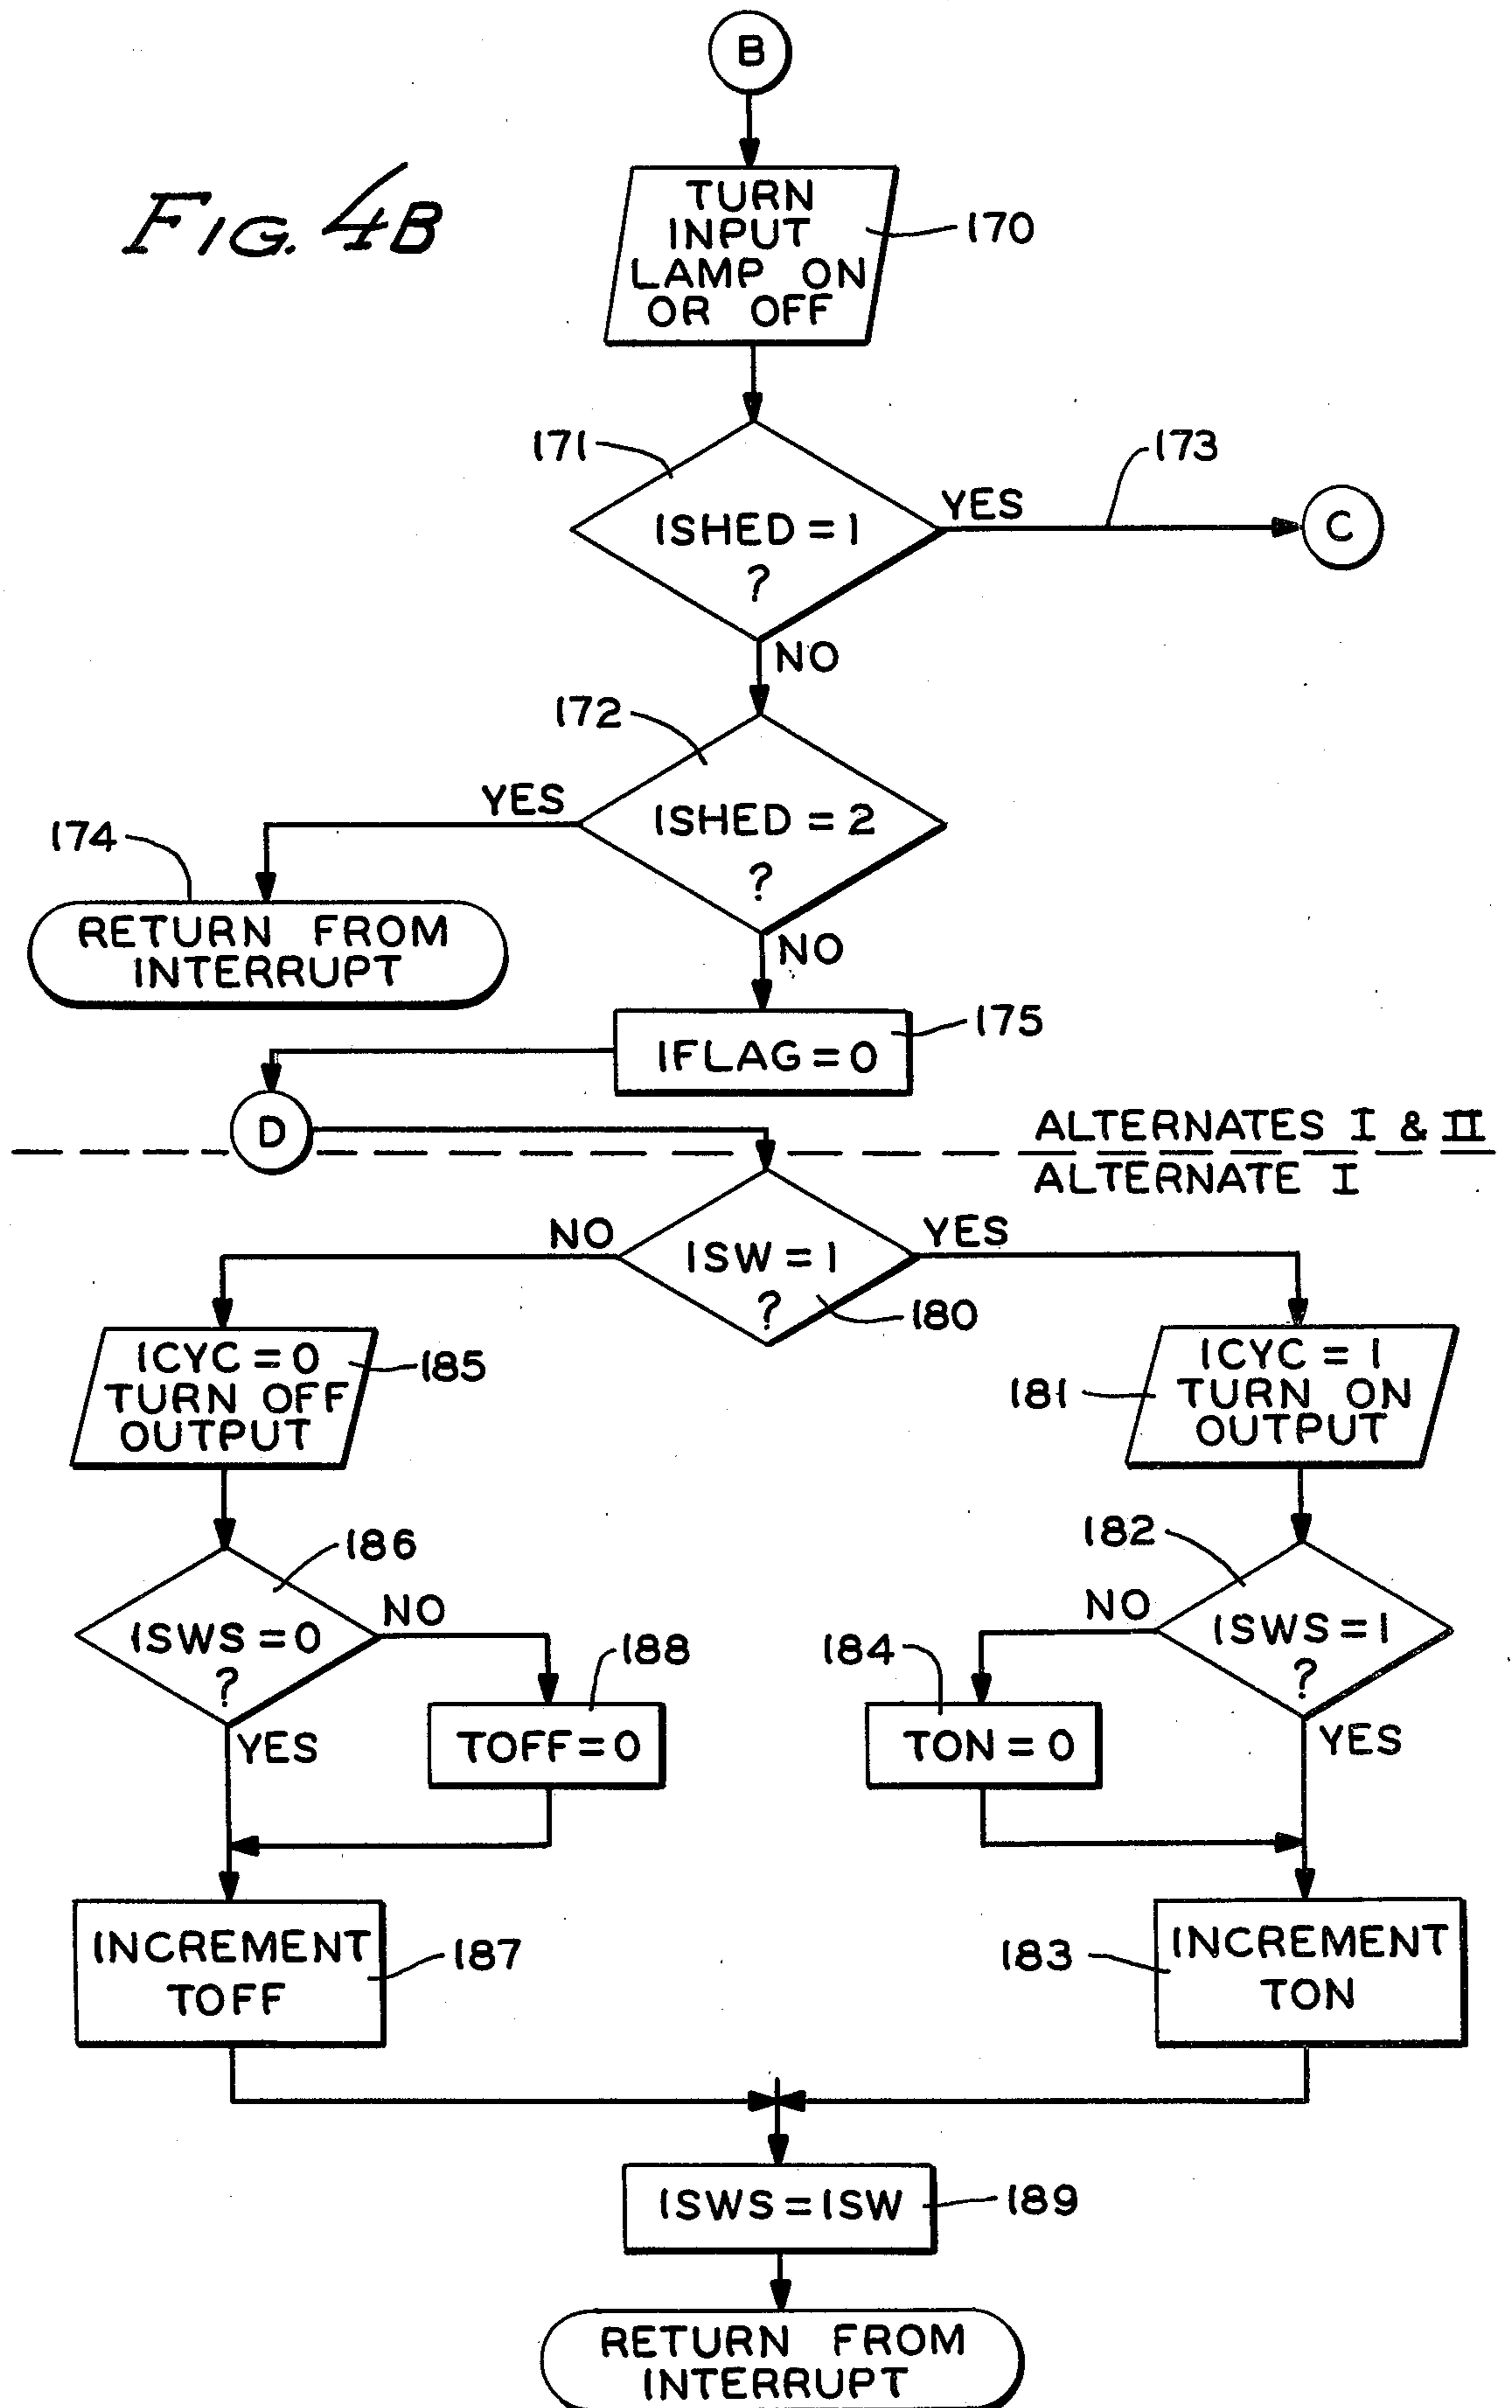 B
FIG. 4B
TURN
INPUT
LAMP ON
OR OFF
170
171
ISHED = 1
?
YES
173
C
NO
172
ISHED = 2
?
YES
174
RETURN FROM
INTERRUPT
NO
IFLAG = 0
175
D
ALTERNATES I & II
ALTERNATE I
NO
ISW = 1
?
YES
180
ICYC = 0
TURN OFF
OUTPUT
185
181
ICYC = 1
TURN ON
OUTPUT
186
ISWS = 0
?
NO
188
YES
TOFF = 0
182
ISWS = 1
?
NO
184
YES
TON = 0
INCREMENT
TOFF
187
183
INCREMENT
TON
ISWS = ISW
189
RETURN FROM
INTERRUPT